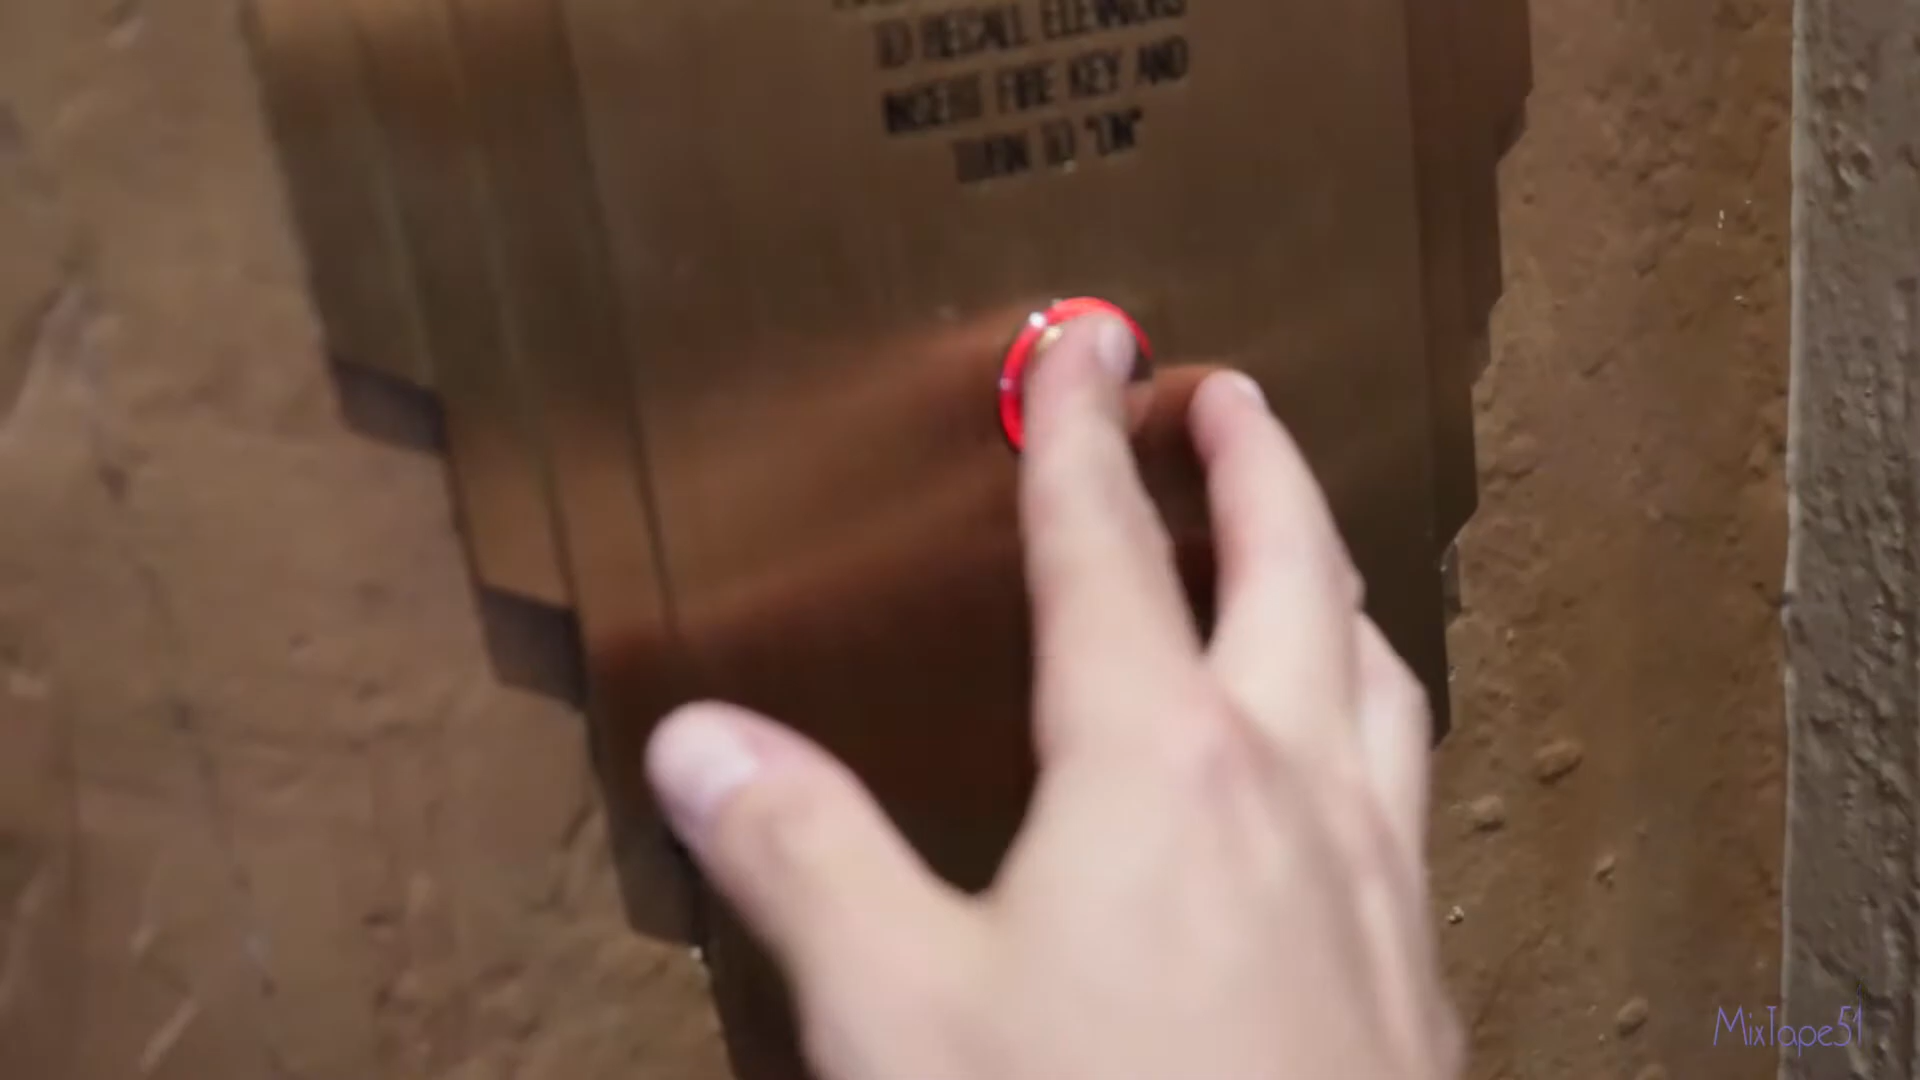 TO RECALL ELEVATORS
INSERT FIRE KEY AND
TURN TO "ON"
MixTape51